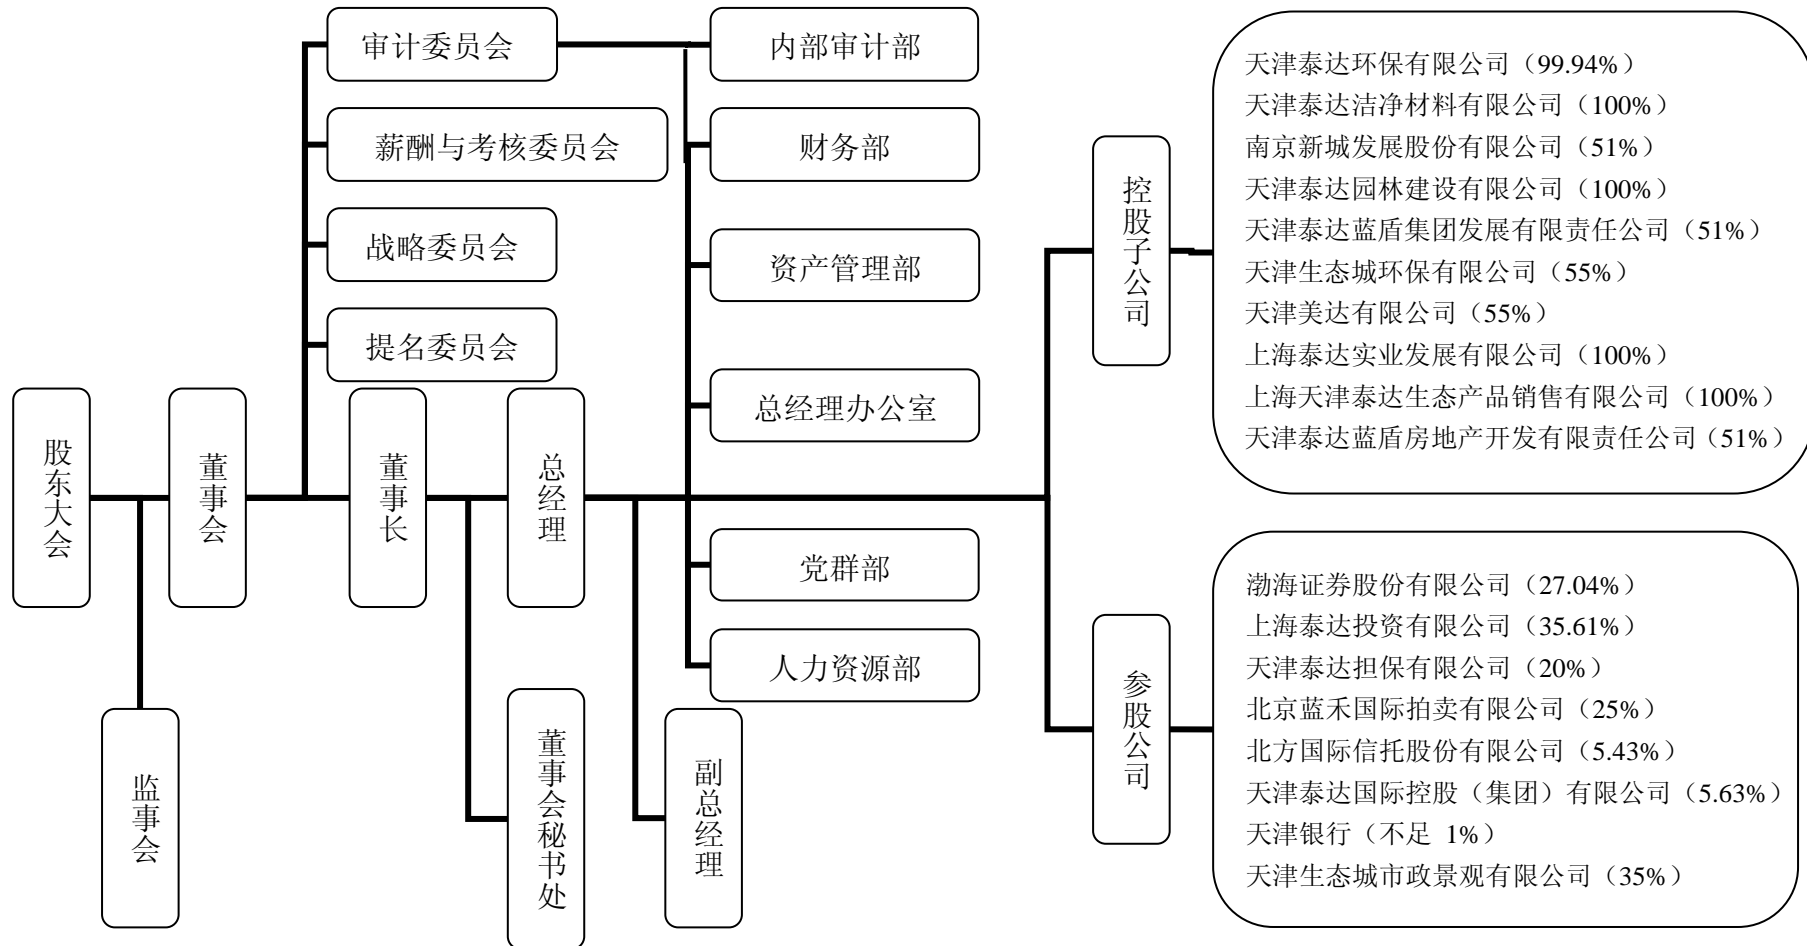 审计委员会
薪酬与考核委员会
战略委员会
提名委员会
内部审计部
财务部
资产管理部
总经理办公室
党群部
人力资源部
股东大会
董事会
董事长
总经理
监事会
董事会秘书处
副总经理
控股子公司
天津泰达环保有限公司（99.94%）
天津泰达洁净材料有限公司（100%）
南京新城发展股份有限公司（51%）
天津泰达园林建设有限公司（100%）
天津泰达蓝盾集团发展有限责任公司（51%）
天津生态城环保有限公司（55%）
天津美达有限公司（55%）
上海泰达实业发展有限公司（100%）
上海天津泰达生态产品销售有限公司（100%）
天津泰达蓝盾房地产开发有限责任公司（51%）
参股公司
渤海证券股份有限公司（27.04%）
上海泰达投资有限公司（35.61%）
天津泰达担保有限公司（20%）
北京蓝禾国际拍卖有限公司（25%）
北方国际信托股份有限公司（5.43%）
天津泰达国际控股（集团）有限公司（5.63%）
天津银行（不足 1%）
天津生态城市政景观有限公司（35%）